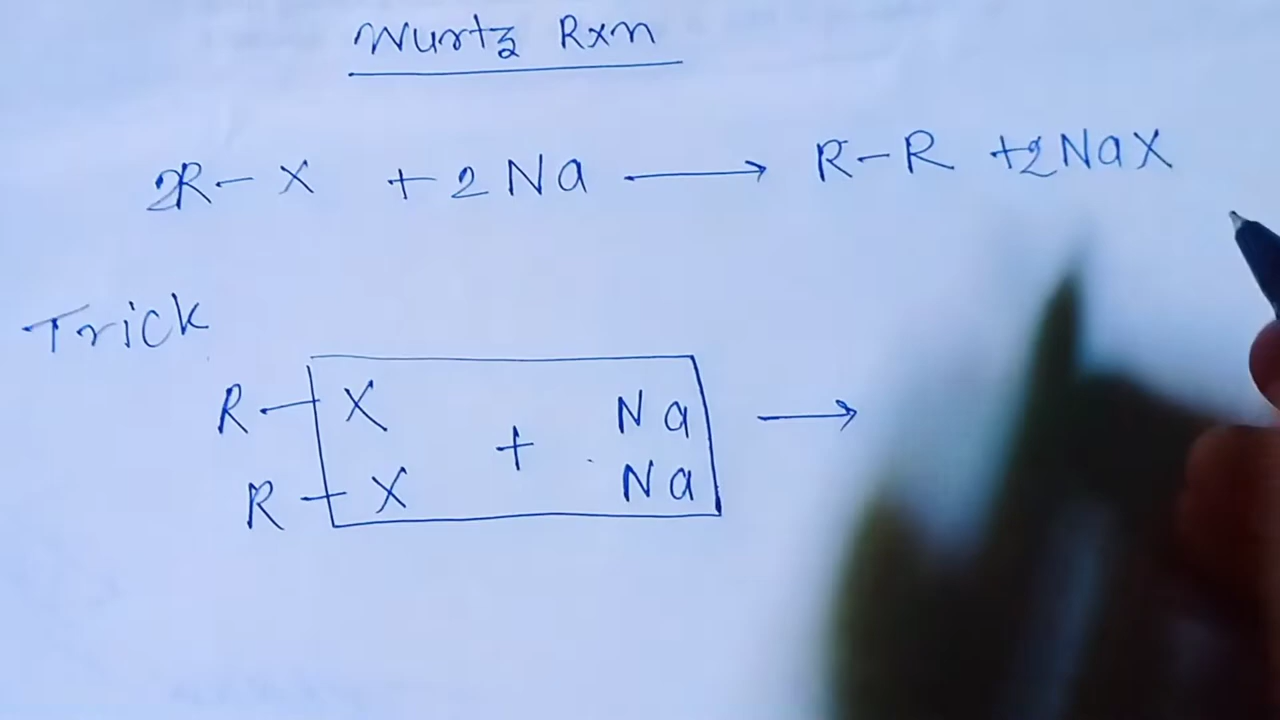 Wurtz Rxn
2R-X + 2Na ⟶ R-R +2NaX
Trick
R-X Na ⟶
+
R-X Na